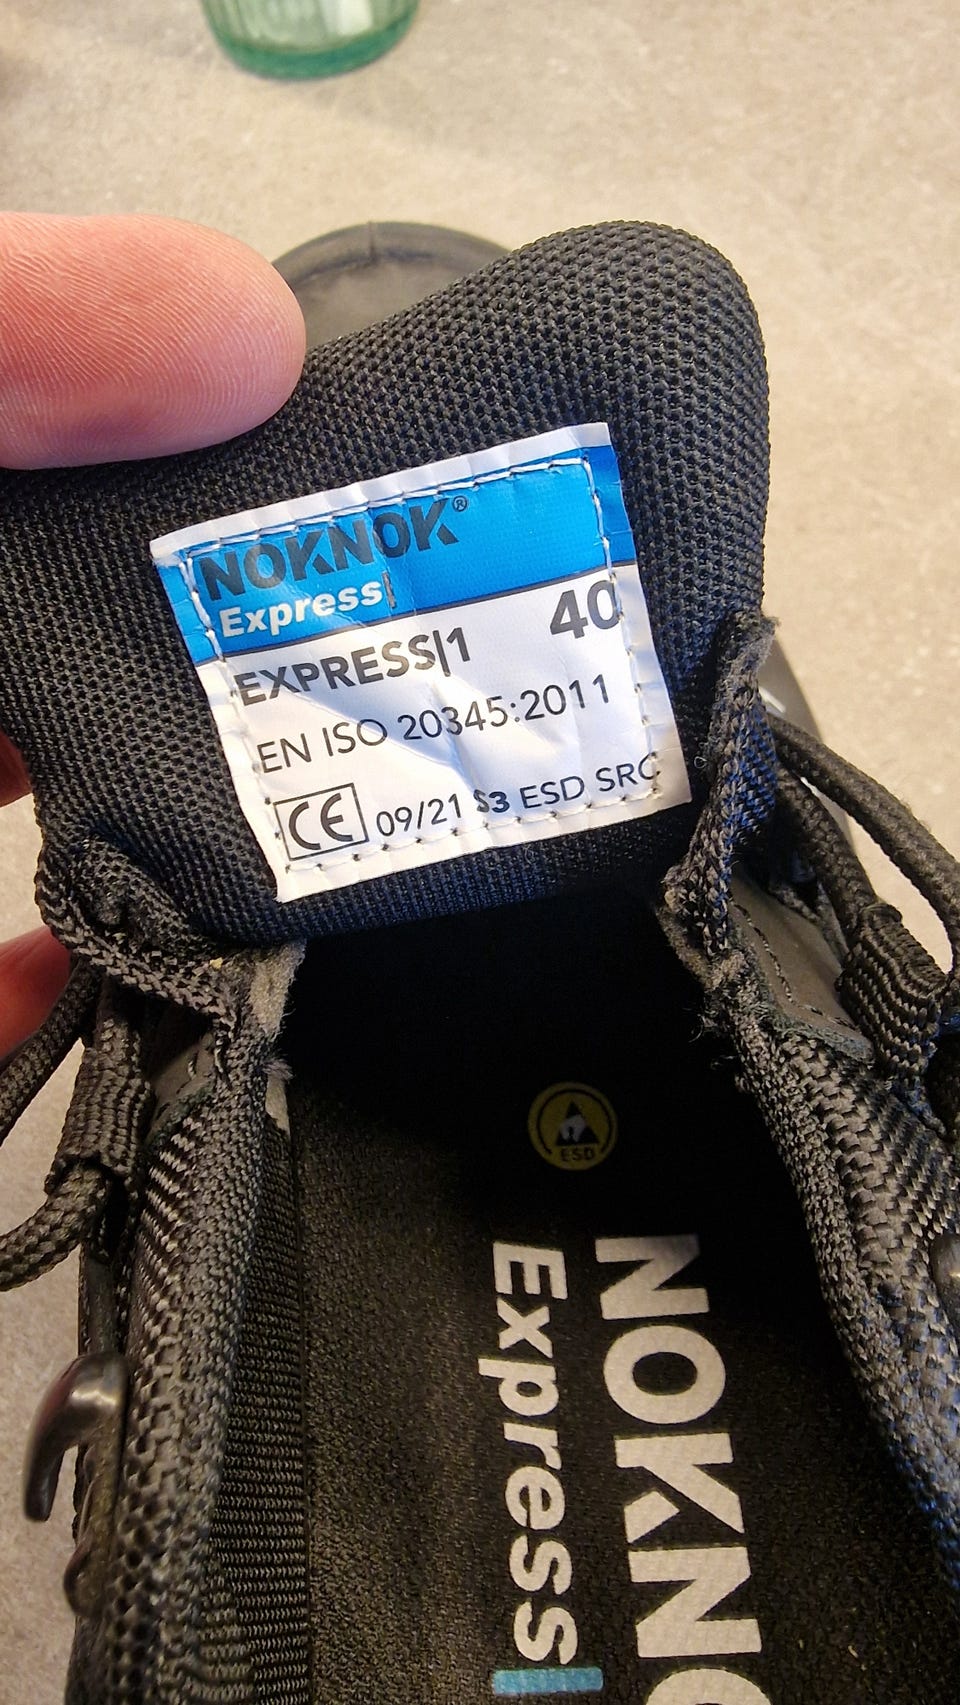 NOKNOK®
Express|
EXPRESS|1 40
EN ISO 20345:2011
CE 09/21 S3 ESD SRC
ESD
NOKNO
Express|